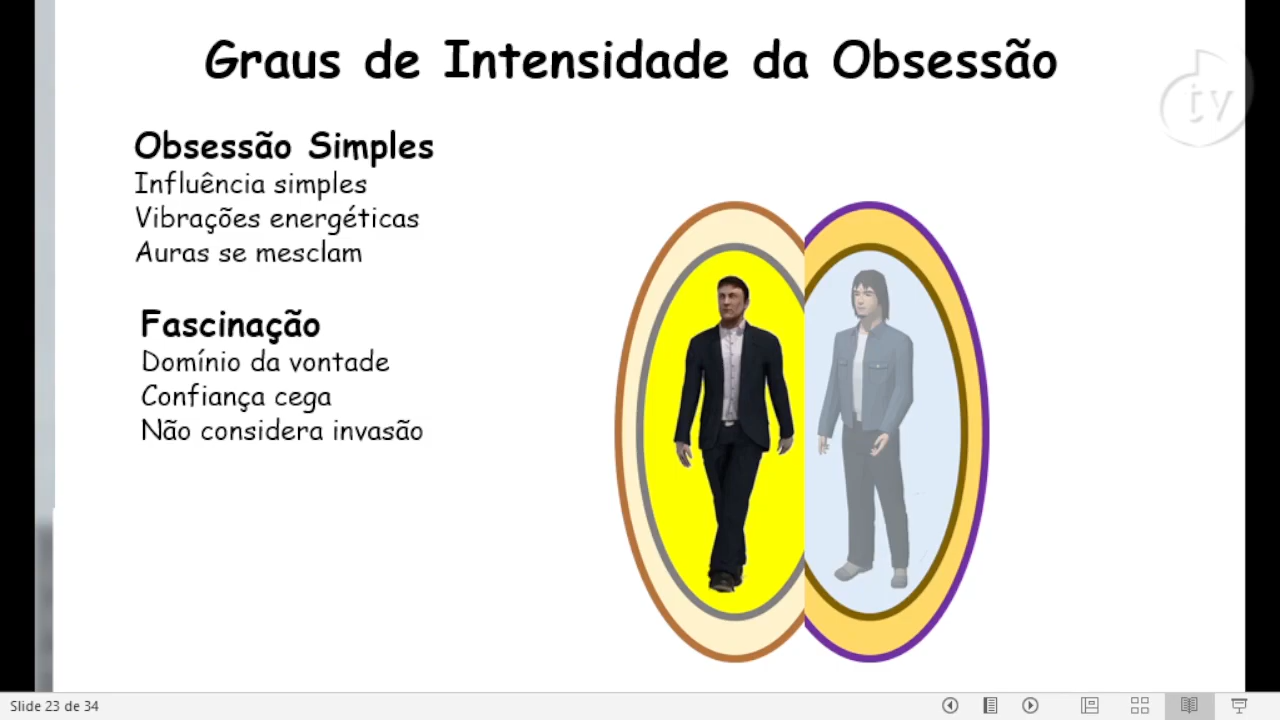 Graus de Intensidade da Obsessão
tv
Obsessão Simples
Influência simples
Vibrações energéticas
Auras se mesclam
Fascinação
Domínio da vontade
Confiança cega
Não considera invasão
Slide 23 de 34